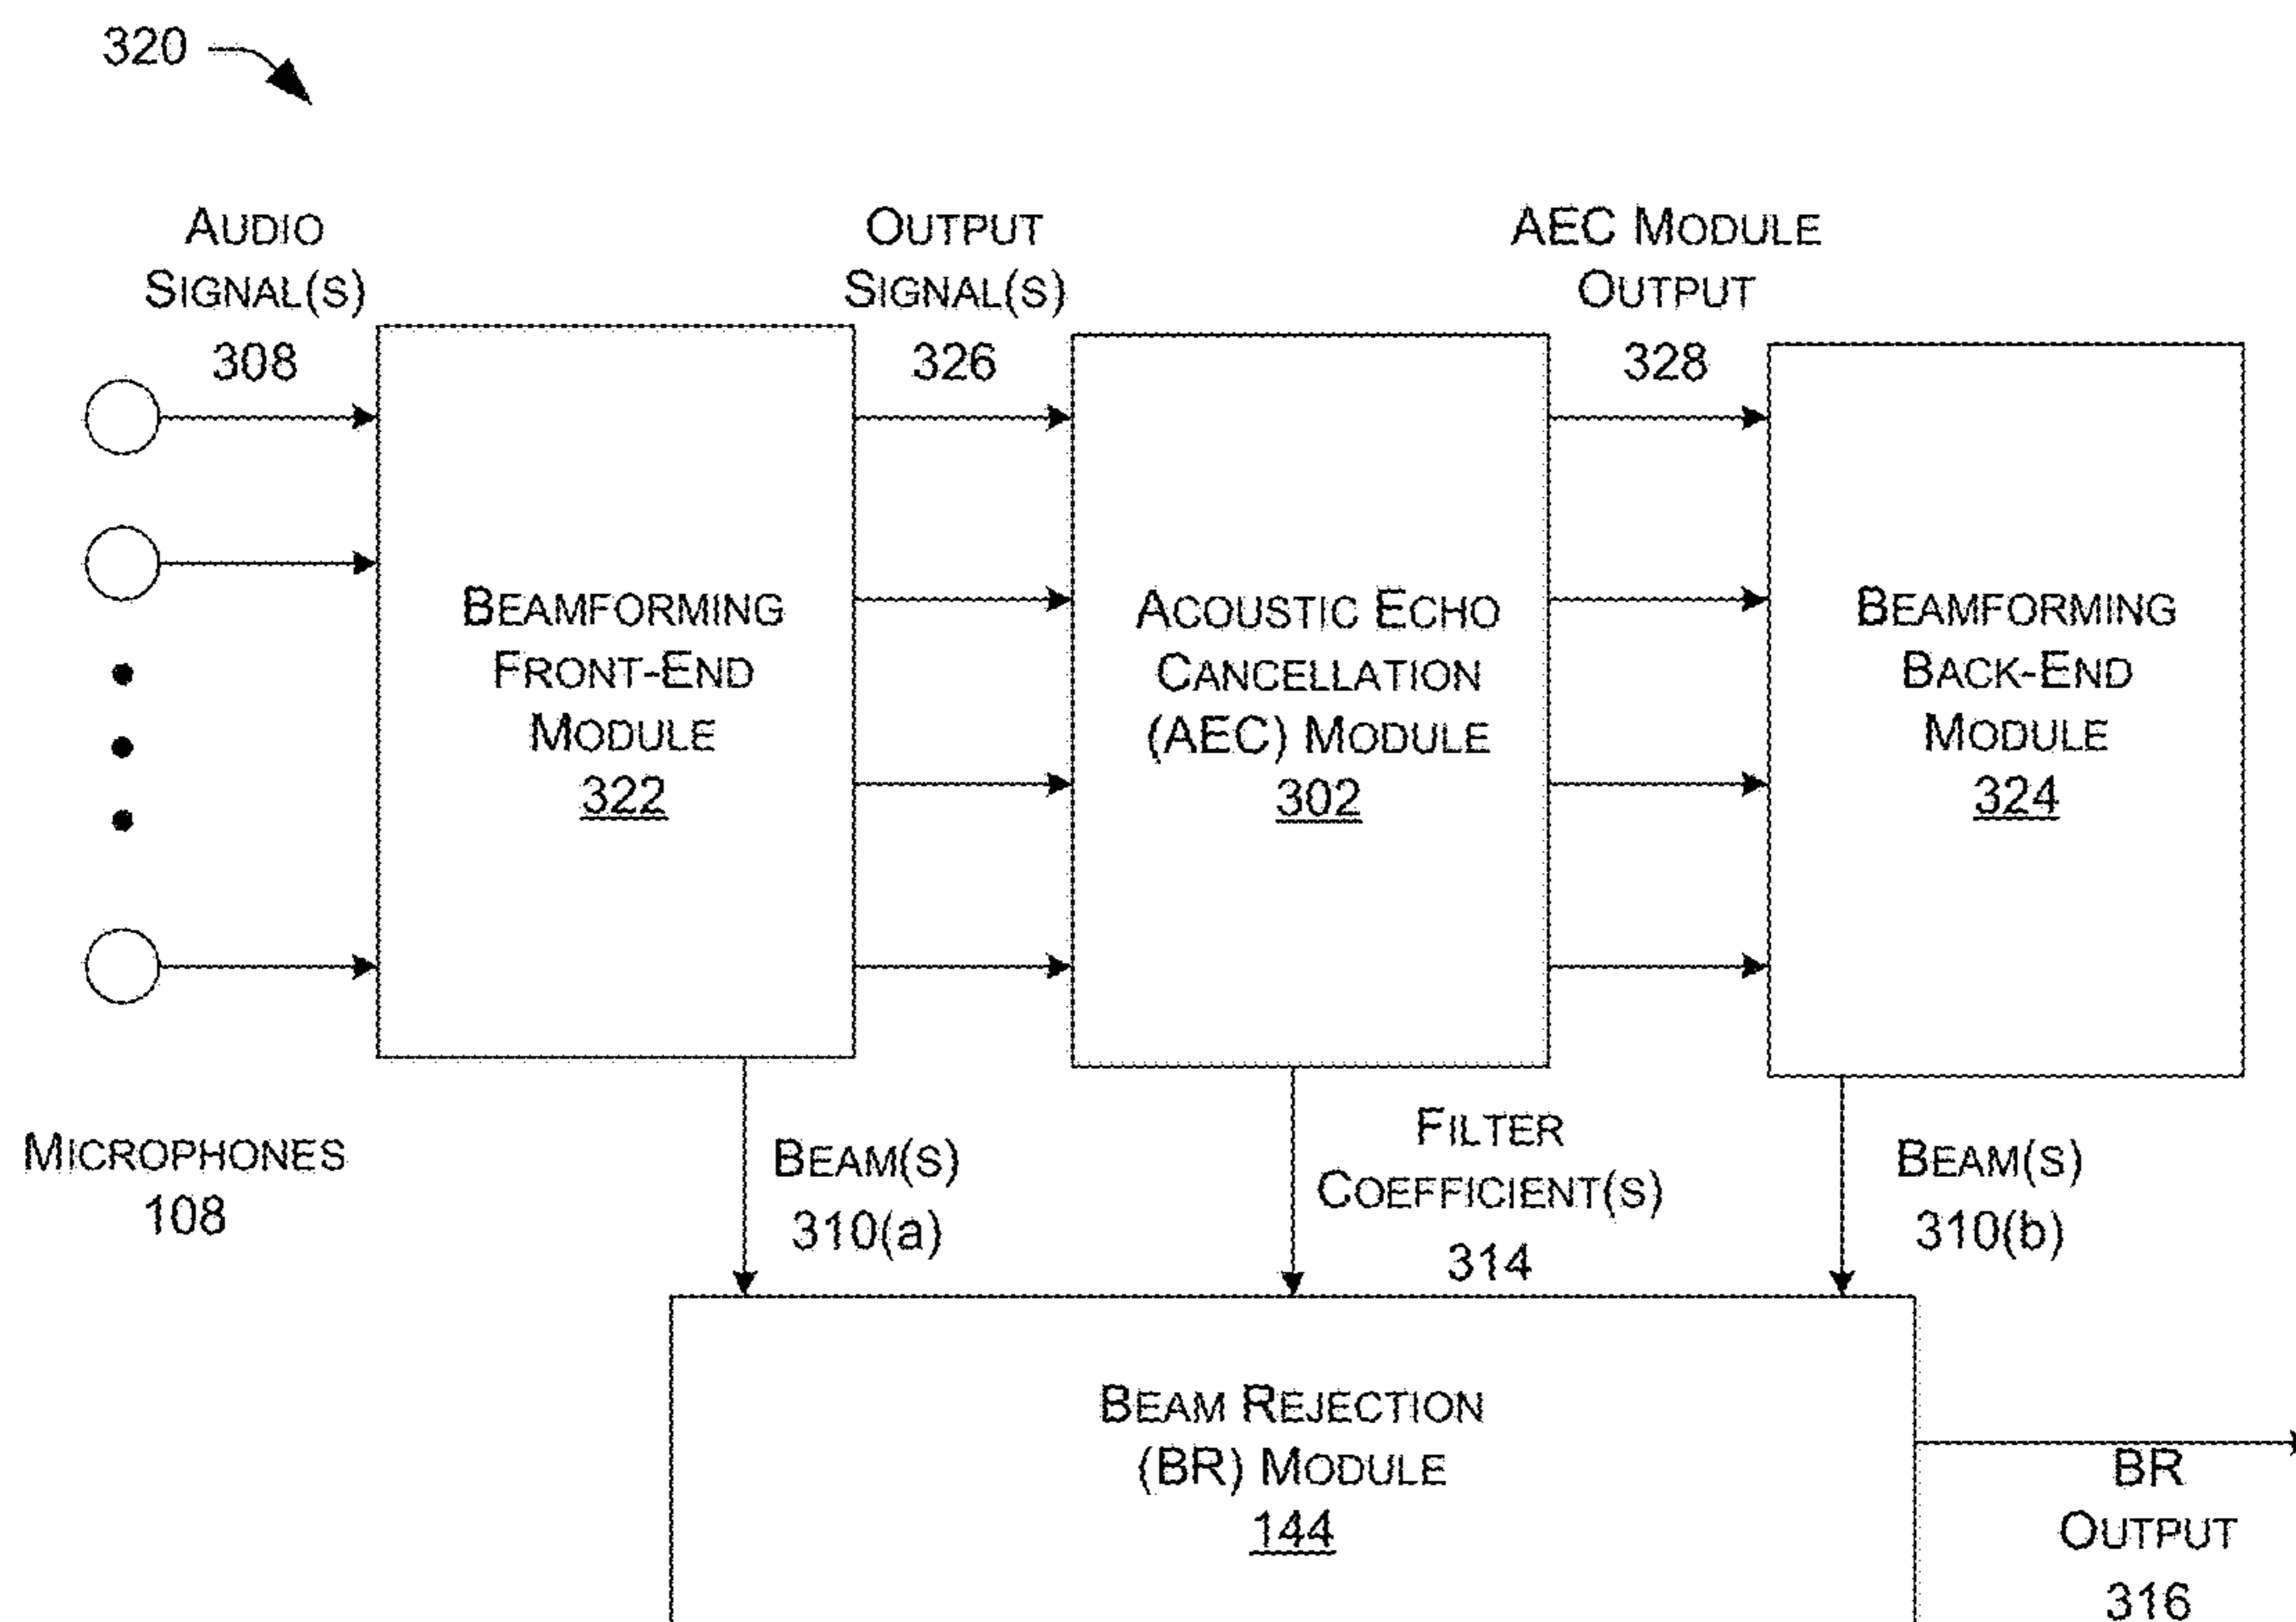 320
AUDIO
SIGNAL(S)
308
OUTPUT
SIGNAL(S)
326
AEC MODULE
OUTPUT
328
BEAMFORMING
FRONT-END
MODULE
322
ACOUSTIC ECHO
CANCELLATION
(AEC) MODULE
302
BEAMFORMING
BACK-END
MODULE
324
MICROPHONES
108
BEAM(S)
310(a)
FILTER
COEFFICIENT(S)
314
BEAM(S)
310(b)
BEAM REJECTION
(BR) MODULE
144
BR
OUTPUT
316